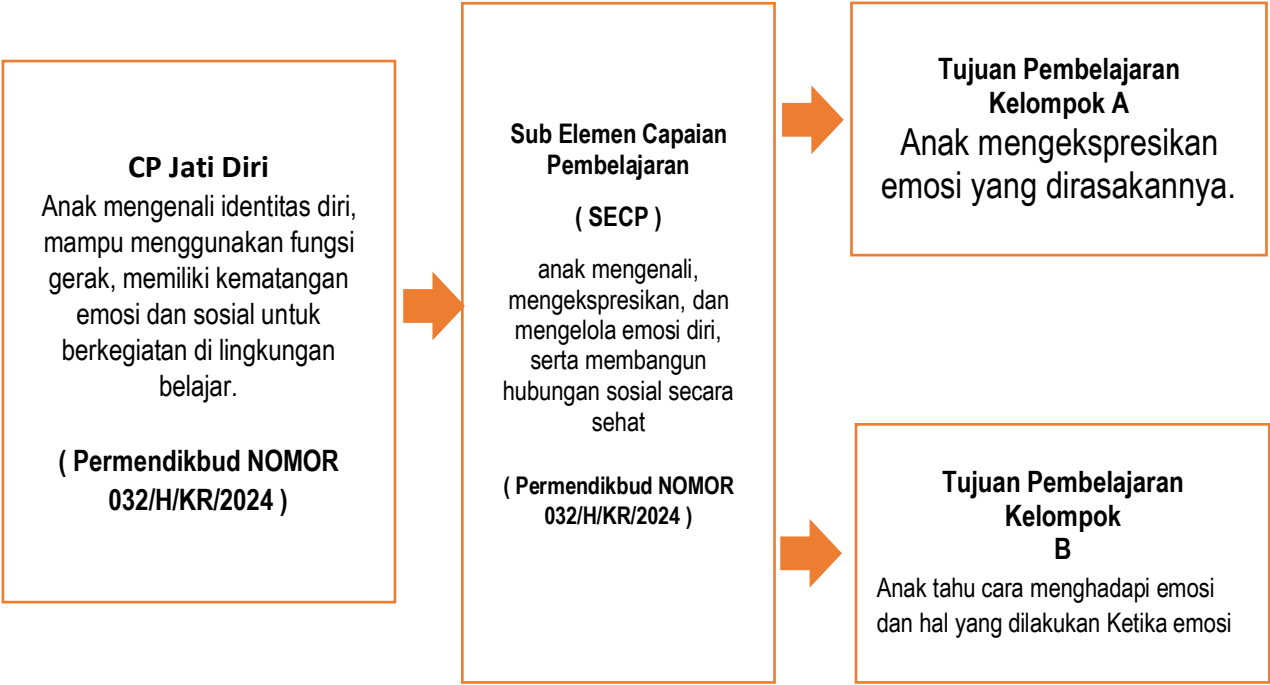 CP Jati Diri
Anak mengenali identitas diri,
mampu menggunakan fungsi
gerak, memiliki kematangan
emosi dan sosial untuk
berkegiatan di lingkungan
belajar.
( Permendikbud NOMOR
032/H/KR/2024 )
Sub Elemen Capaian
Pembelajaran
( SECP )
anak mengenali,
mengekspresikan, dan
mengelola emosi diri,
serta membangun
hubungan sosial secara
sehat
( Permendikbud NOMOR
032/H/KR/2024 )
Tujuan Pembelajaran
Kelompok A
Anak mengekspresikan
emosi yang dirasakannya.
Tujuan Pembelajaran
Kelompok
B
Anak tahu cara menghadapi emosi
dan hal yang dilakukan Ketika emosi